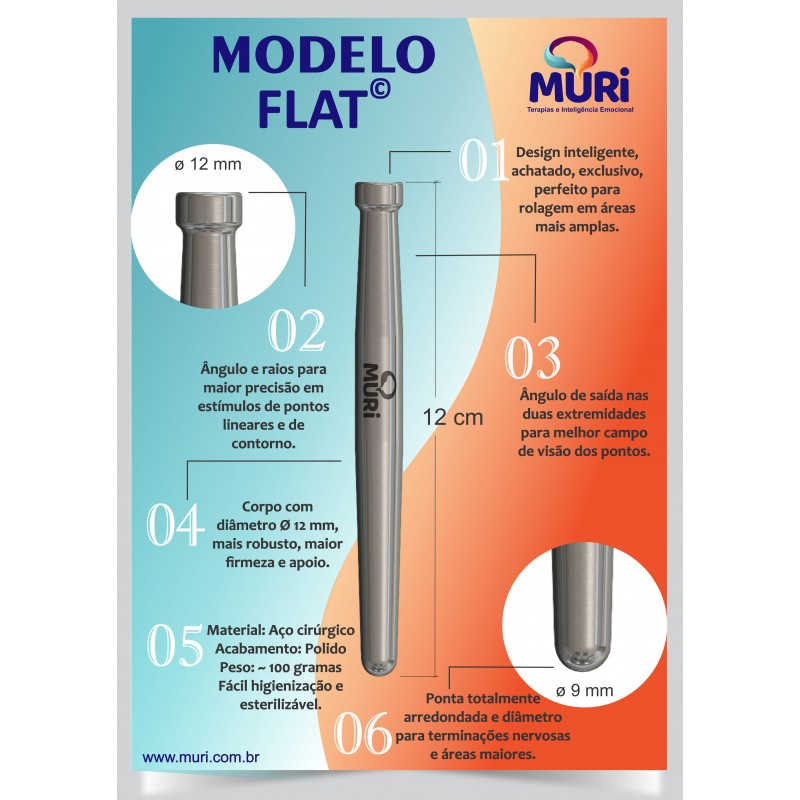 MODELO
FLAT©
MURi
Terapias e Inteligência Emocional
ø 12 mm
01
Design inteligente,
achatado, exclusivo,
perfeito para
rolagem em áreas
mais amplas.
02
Ângulo e raios para
maior precisão em
estímulos de pontos
lineares e de
contorno.
03
Ângulo de saída nas
duas extremidades
para melhor campo
de visão dos pontos.
MURi
12 cm
04
Corpo com
diâmetro Ø 12 mm,
mais robusto, maior
firmeza e apoio.
05
Material: Aço cirúrgico
Acabamento: Polido
Peso: ~ 100 gramas
Fácil higienização e
esterilizável.
ø 9 mm
06
Ponta totalmente
arredondada e diâmetro
para terminações nervosas
e áreas maiores.
www.muri.com.br